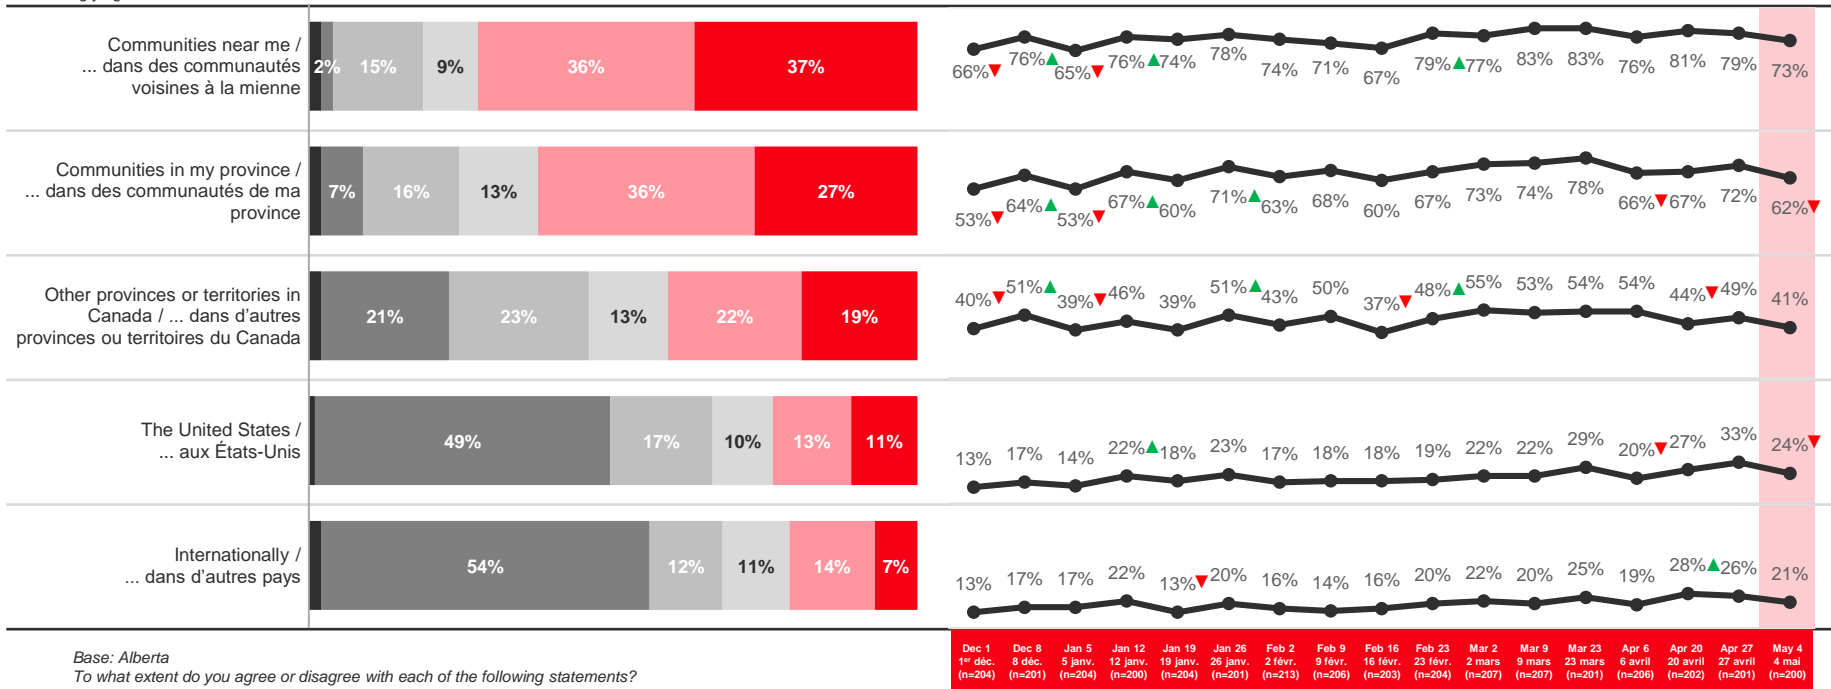 Communities near me /
... dans des communautés
voisines à la mienne
2% 15% 9% 36% 37%
66% 76% 65% 76% 74% 78% 74% 71% 67% 79% 77% 83% 83% 76% 81% 79% 73%
Communities in my province /
... dans des communautés de ma
province
7% 16% 13% 36% 27%
53% 64% 53% 67% 60% 71% 63% 68% 60% 67% 73% 74% 78% 66% 67% 72% 62%
Other provinces or territories in
Canada / ... dans d'autres
provinces ou territoires du Canada
21% 23% 13% 22% 19%
40% 51% 39% 46% 39% 51% 43% 50% 37% 48% 55% 53% 54% 54% 44% 49% 41%
The United States /
... aux États-Unis
49% 17% 10% 13% 11%
13% 17% 14% 22% 18% 23% 17% 18% 18% 19% 22% 22% 29% 20% 27% 33% 24%
Internationally /
... dans d'autres pays
54% 12% 11% 14% 7%
13% 17% 17% 22% 13% 20% 16% 14% 16% 20% 22% 20% 25% 19% 28% 26% 21%
Dec 1 Dec 8 Jan 5 Jan 12 Jan 19 Jan 26 Feb 2 Feb 9 Feb 16 Feb 23 Mar 2 Mar 9 Mar 23 Apr 6 Apr 20 Apr 27 May 4
1er déc. 8 déc. 5 janv. 12 janv. 19 janv. 26 janv. 2 févr. 9 févr. 16 févr. 23 févr. 2 mars 9 mars 23 mars 6 avril 20 avril 27 avril 4 mai
(n=204) (n=201) (n=204) (n=200) (n=204) (n=201) (n=213) (n=206) (n=203) (n=204) (n=207) (n=207) (n=201) (n=206) (n=202) (n=201) (n=200)
Base: Alberta
To what extent do you agree or disagree with each of the following statements?